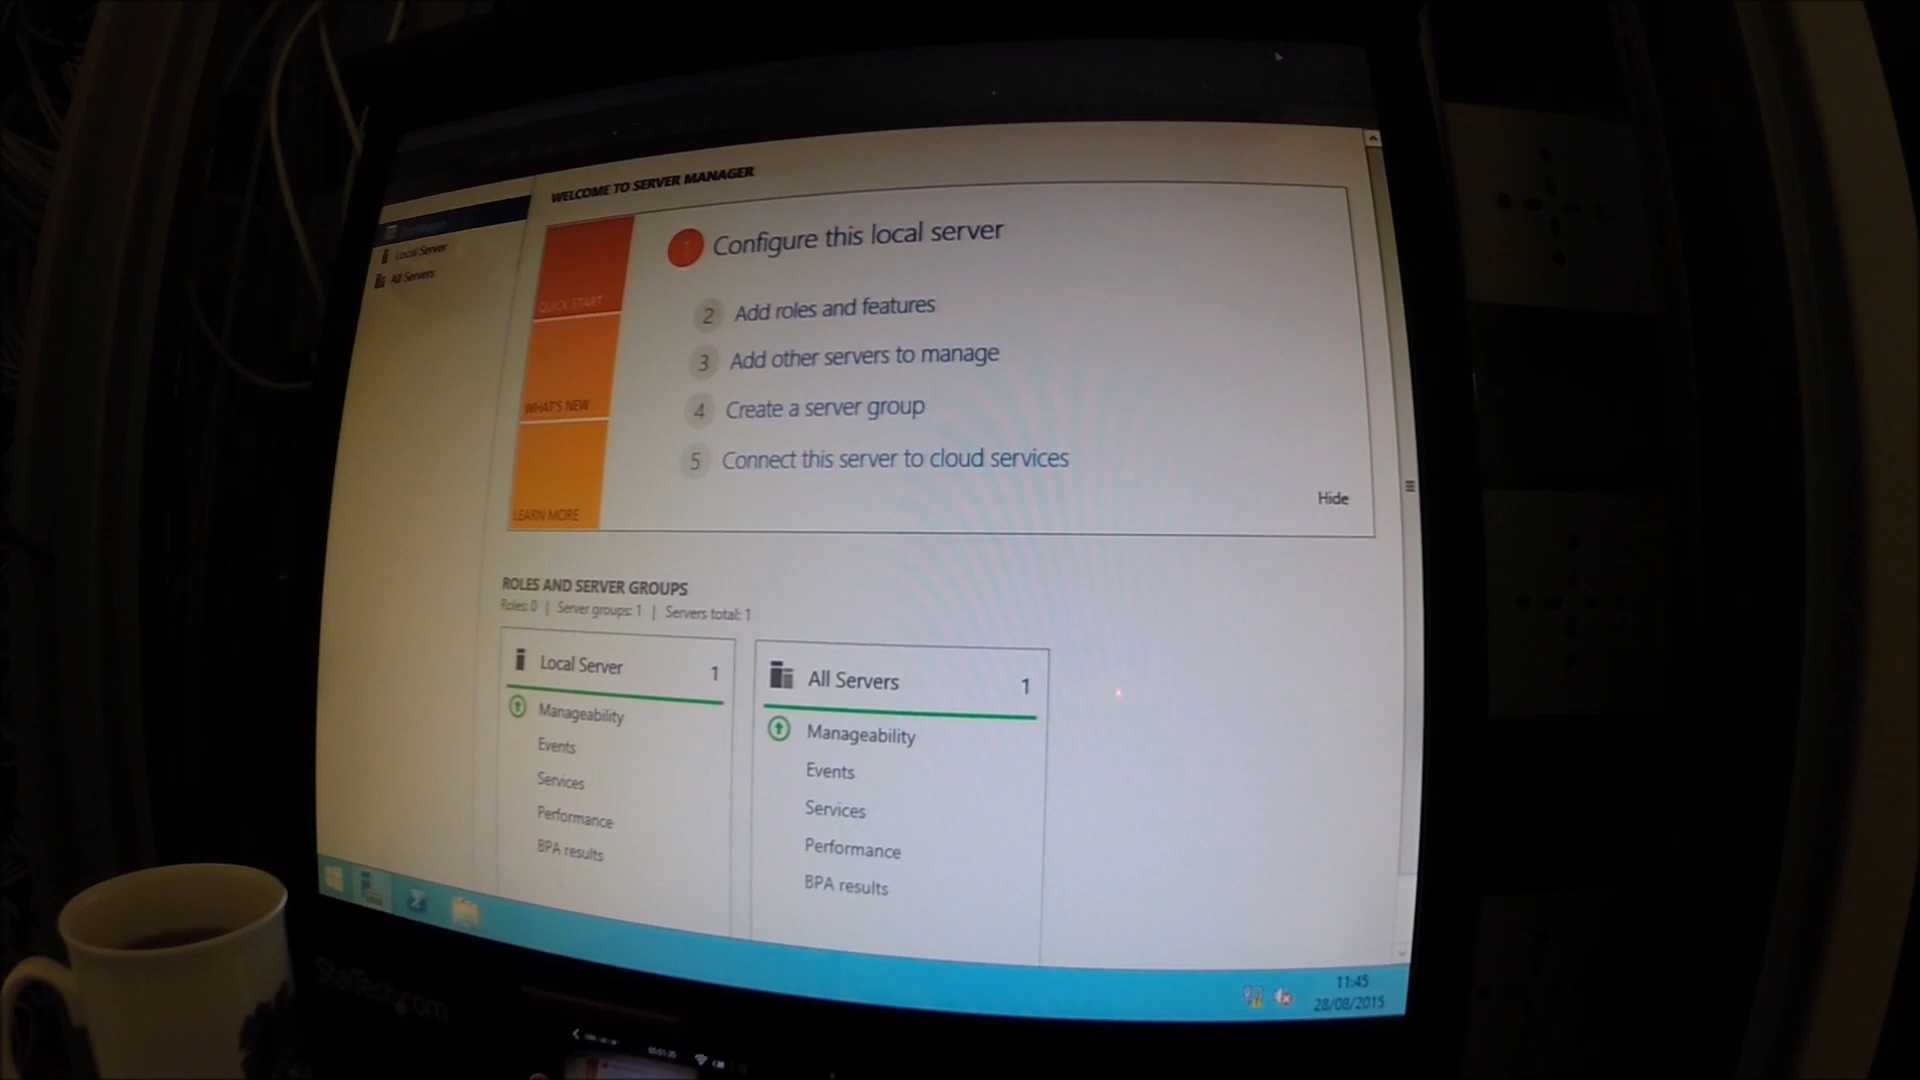 WELCOME TO SERVER MANAGER
Local Server
All Servers
QUICK START
WHAT'S NEW
LEARN MORE
1 Configure this local server
2 Add roles and features
3 Add other servers to manage
4 Create a server group
5 Connect this server to cloud services
Hide
ROLES AND SERVER GROUPS
Roles: 0 | Server groups: 1 | Servers total: 1
Local Server 1
Manageability
Events
Services
Performance
BPA results
All Servers 1
Manageability
Events
Services
Performance
BPA results
11:45
28/08/2015
StarTech.com